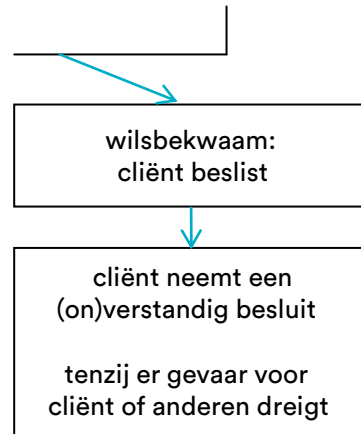 wilsbekwaam:
cliënt beslist
cliënt neemt een
(on)verstandig besluit
tenzij er gevaar voor
cliënt of anderen dreigt